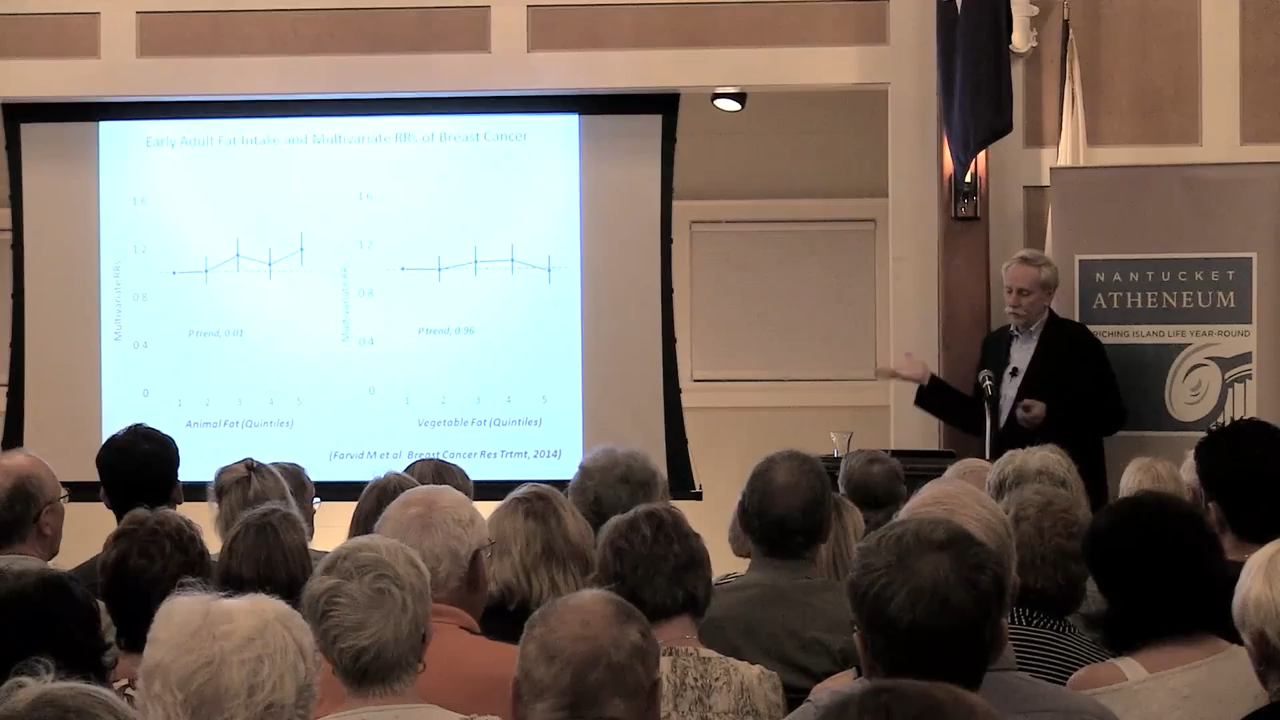 Early Adult Fat Intake and Multivariate RRs of Breast Cancer
1.6
1.2
0.8
0.4
0
Multivariate RRs
P trend, 0.01
1 2 3 4 5
Animal Fat (Quintiles)
1.6
1.2
0.8
0.4
0
P trend, 0.96
1 2 3 4 5
Vegetable Fat (Quintiles)
(Farvid M et al Breast Cancer Res Trtmt, 2014)
NANTUCKET
ATHENEUM
RICHING ISLAND LIFE YEAR-ROUND